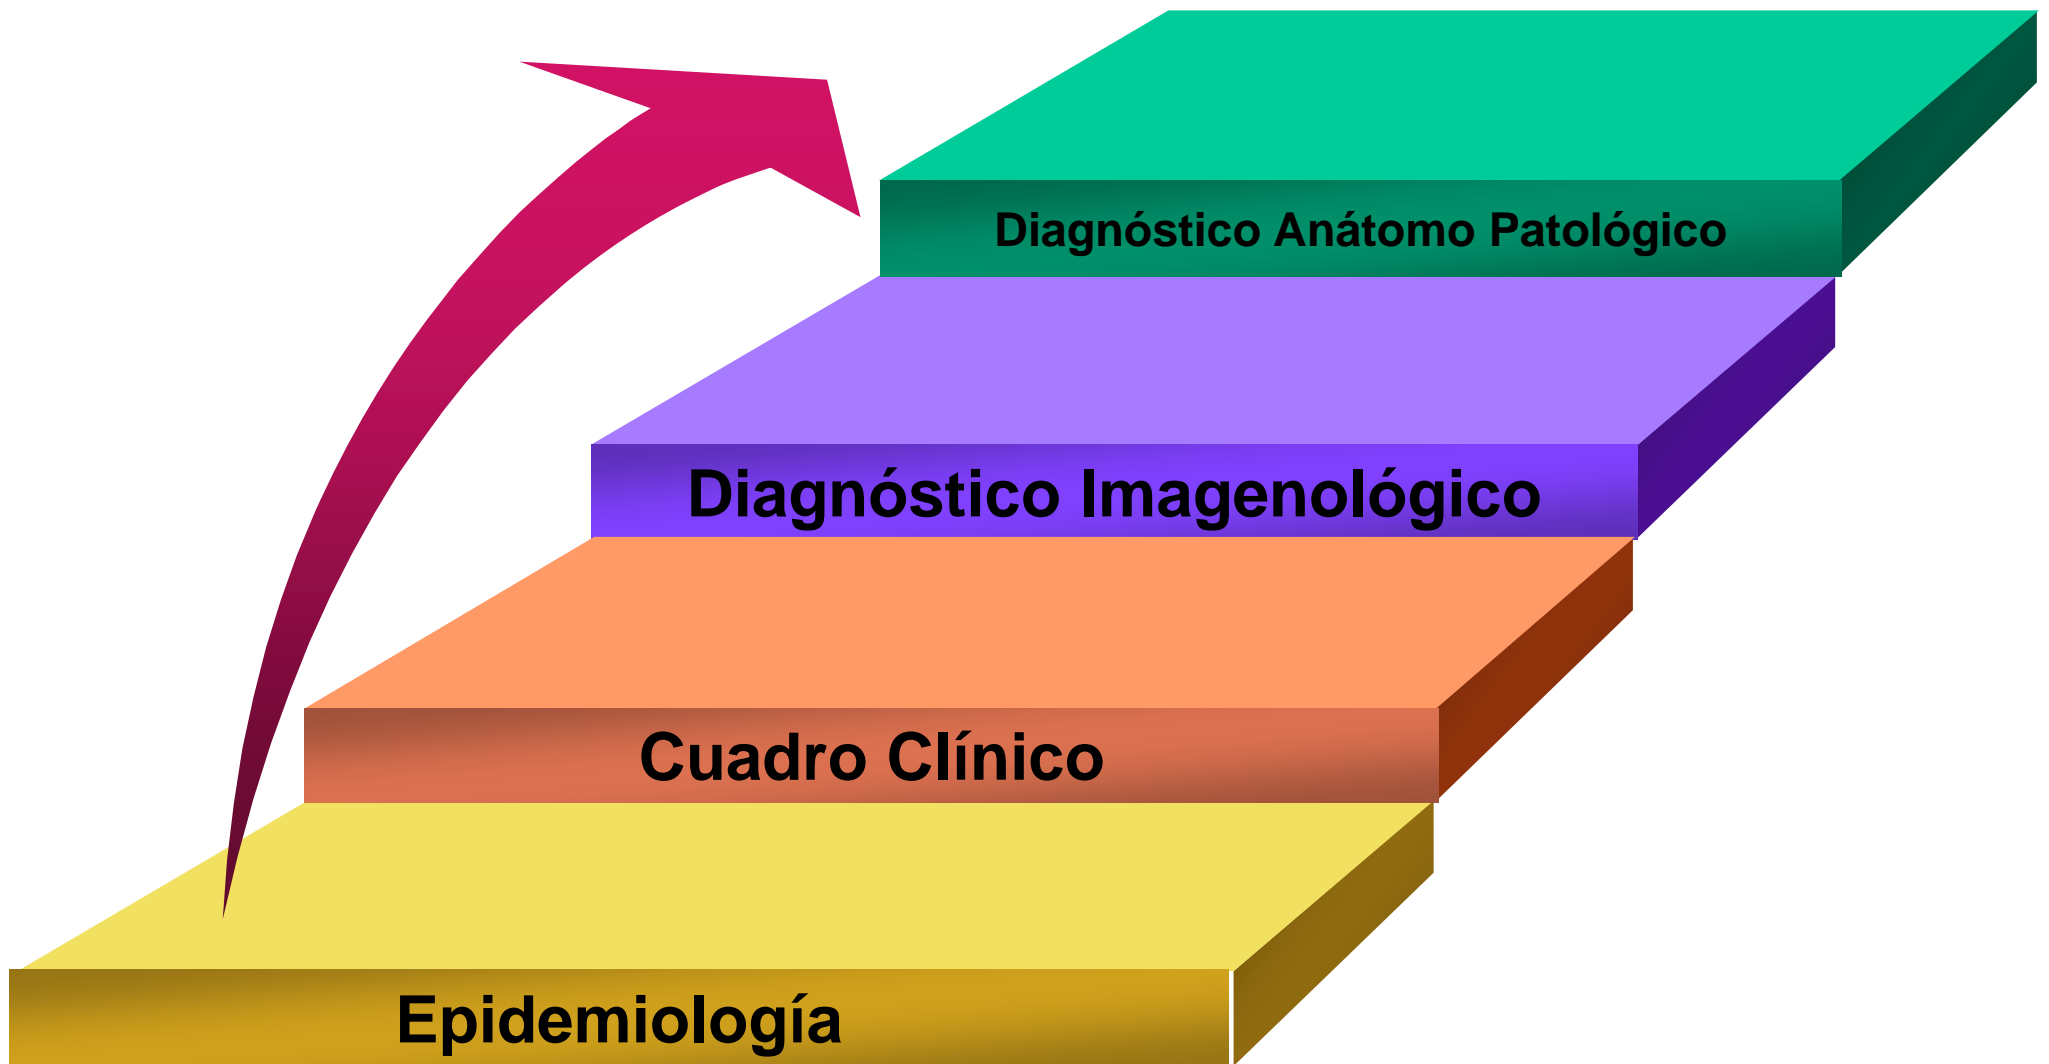 Diagnóstico Anátomo Patológico
Diagnóstico Imagenológico
Cuadro Clínico
Epidemiología